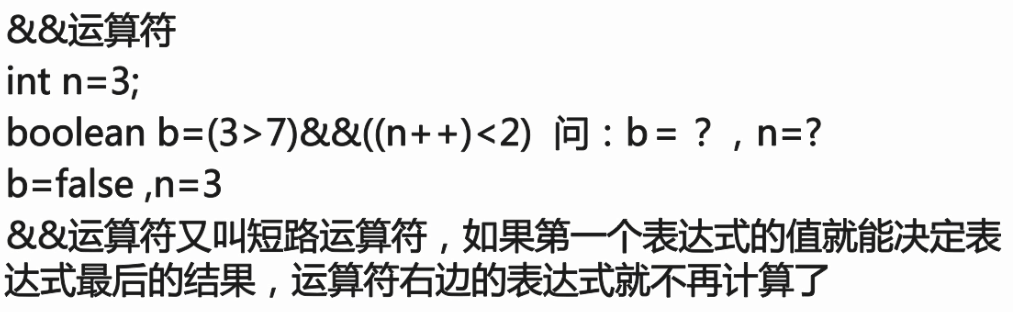 &&运算符
int n=3;
boolean b=(3>7)&&((n++)<2) 问：b = ？，n=?
b=false ,n=3
&&运算符又叫短路运算符，如果第一个表达式的值就能决定表
达式最后的结果，运算符右边的表达式就不再计算了